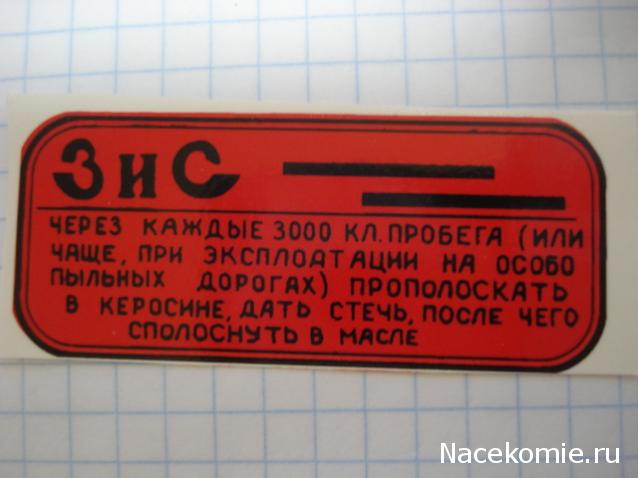 ЗиС
ЧЕРЕЗ КАЖДЫЕ 3000 КЛ. ПРОБЕГА (ИЛИ
ЧАЩЕ, ПРИ ЭКСПЛОАТАЦИИ НА ОСОБО
ПЫЛЬНЫХ ДОРОГАХ) ПРОПОЛОСКАТЬ
В КЕРОСИНЕ, ДАТЬ СТЕЧЬ, ПОСЛЕ ЧЕГО
СПОЛОСНУТЬ В МАСЛЕ
Nacekomie.ru